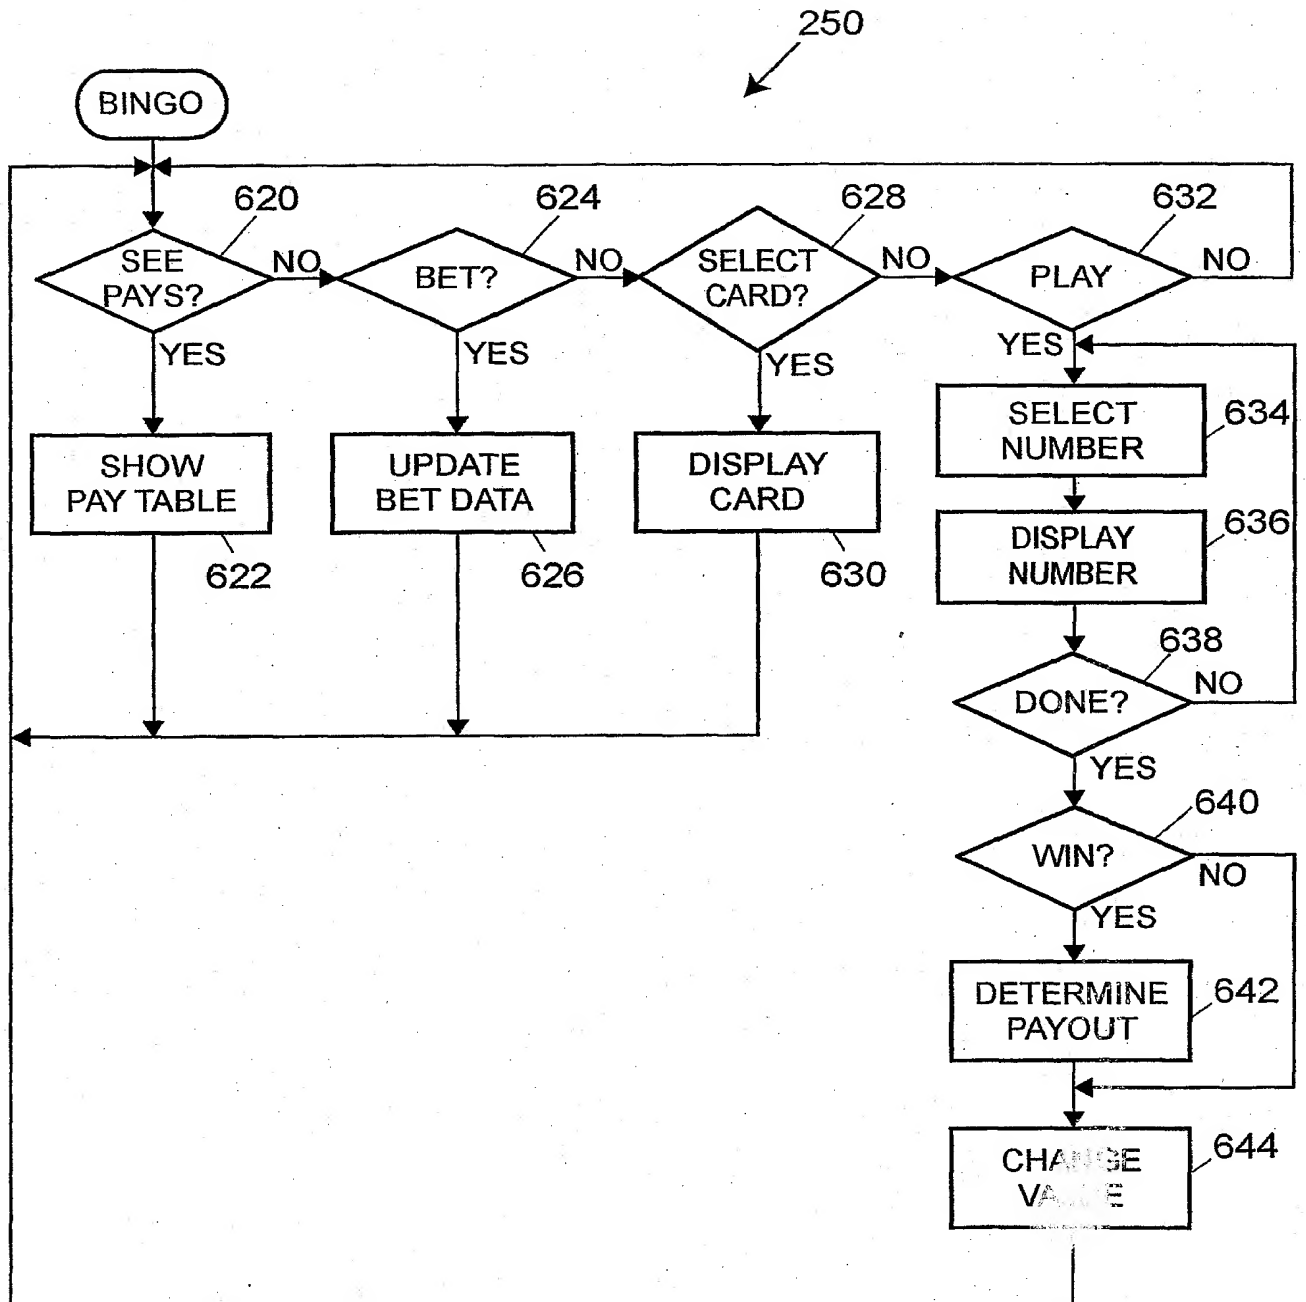 250
BINGO
620
624
628
632
SEE
PAYS?
NO
BET?
NO
SELECT
CARD?
NO
PLAY
NO
YES
YES
YES
YES
SHOW
PAY TABLE
622
UPDATE
BET DATA
626
DISPLAY
CARD
630
SELECT
NUMBER
634
DISPLAY
NUMBER
636
638
DONE?
NO
YES
640
WIN?
NO
YES
DETERMINE
PAYOUT
642
CHANGE
644